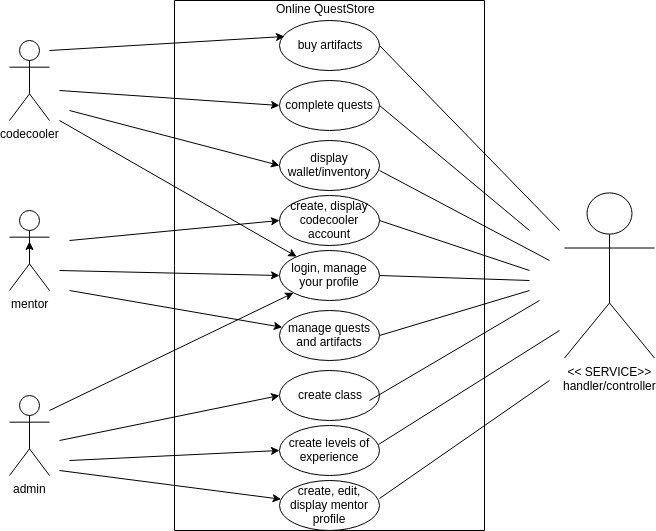 Online QuestStore
buy artifacts
complete quests
codecooler
display
wallet/inventory
create, display
codecooler
account
login, manage
your profile
mentor
manage quests
and artifacts
<< SERVICE>>
handler/controller
create class
create levels of
experience
admin
create, edit,
display mentor
profile